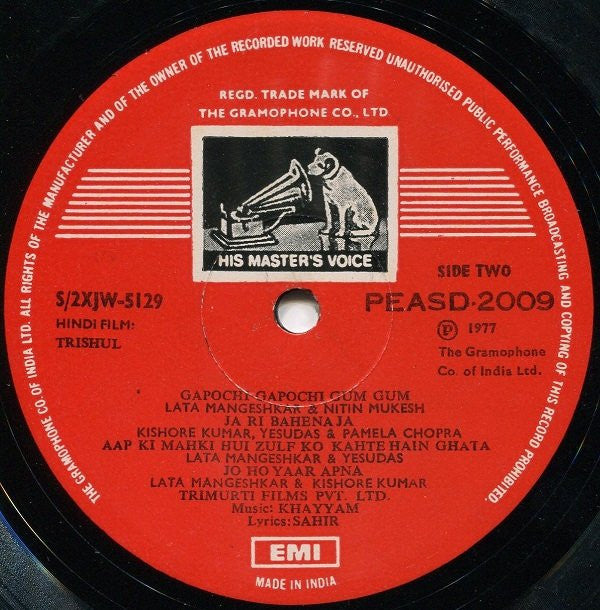 THE GRAMOPHONE CO. OF INDIA LTD. ALL RIGHTS OF THE MANUFACTURER AND OF THE OWNER OF THE RECORDED WORK RESERVED UNAUTHORISED PUBLIC PERFORMANCE BROADCASTING AND COPYING OF THIS RECORD PROHIBITED.
REGD. TRADE MARK OF
THE GRAMOPHONE CO., LTD.
HIS MASTER'S VOICE
SIDE TWO
S/2XJW-5129
PEASD·2009
HINDI FILM:
TRISHUL
Ⓟ 1977
The Gramophone
Co. of India Ltd.
GAPOCHI GAPOCHI GUM GUM
LATA MANGESHKAR & NITIN MUKESH
JA RI BAHENAJA
KISHORE KUMAR, YESUDAS & PAMELA CHOPRA
AAP KI MAHKI HUI ZULF KO KAHTE HAIN GHATA
LATA MANGESHKAR & YESUDAS
JO HO YAAR APNA
LATA MANGESHKAR & KISHORE KUMAR
TRIMURTI FILMS PVT. LTD.
Music: KHAYYAM
Lyrics: SAHIR
EMI
MADE IN INDIA